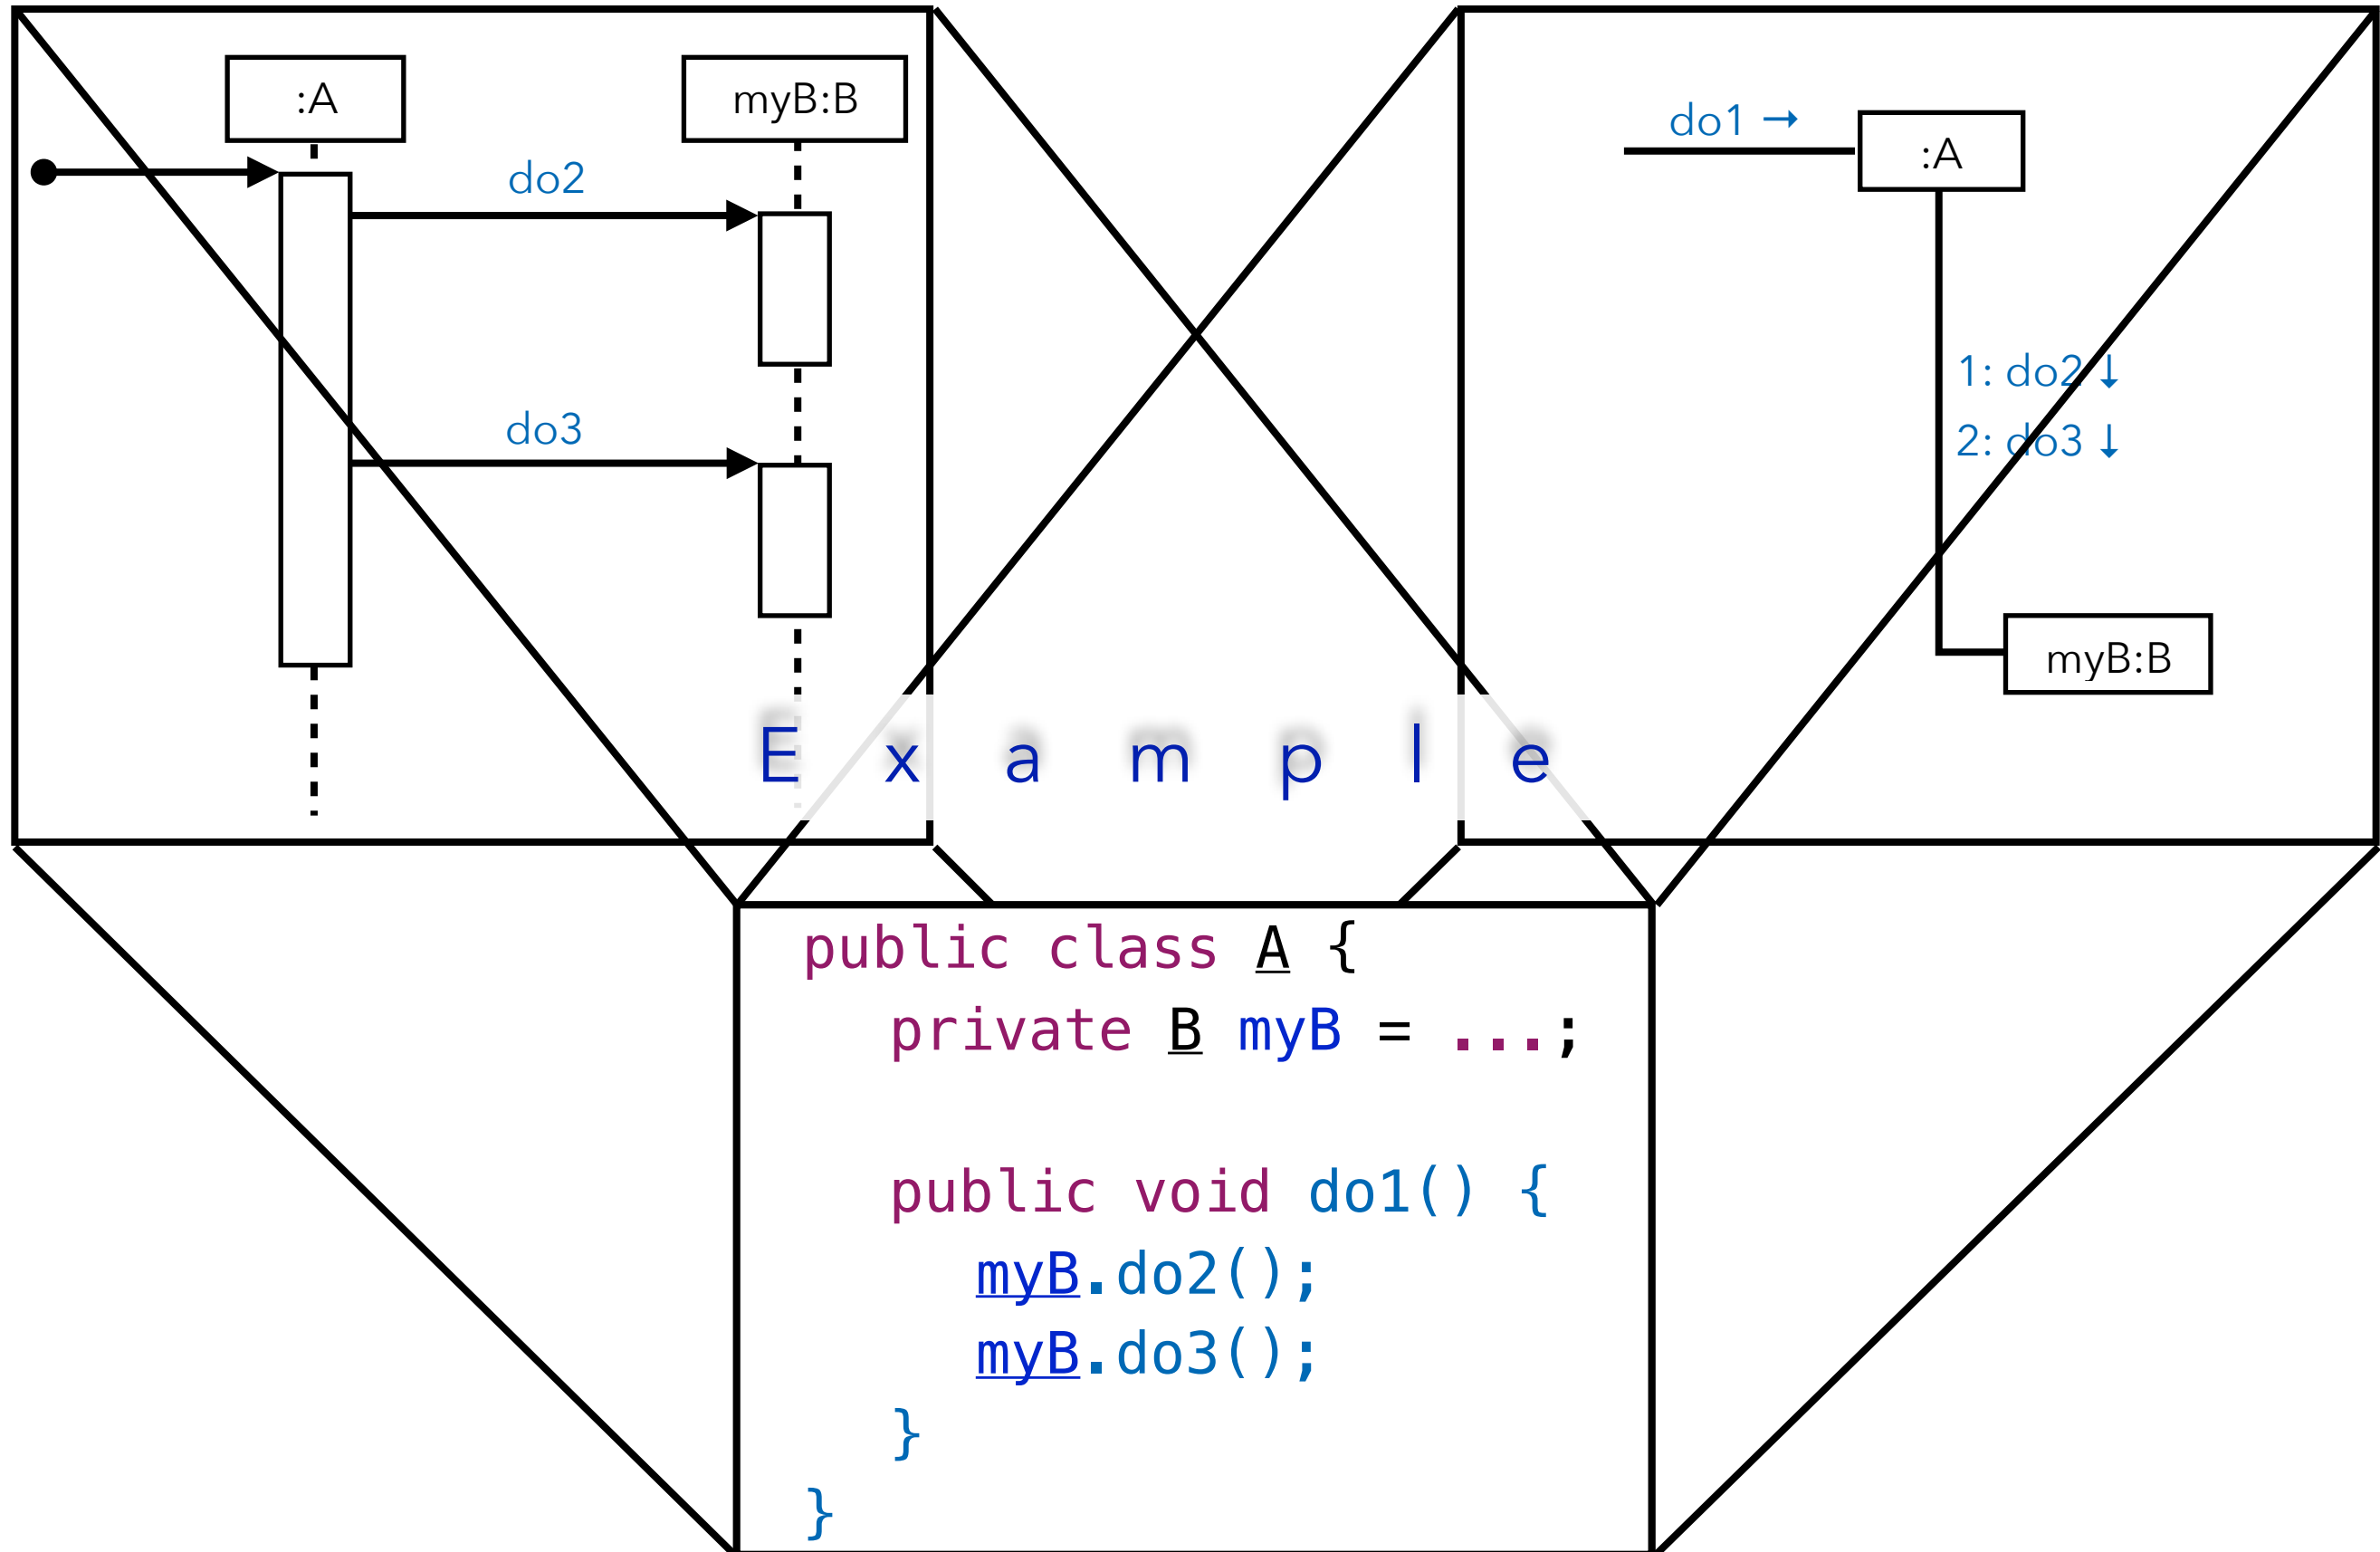 :A
myB:B
do2
do3
do1 →
:A
1: do2 ↓
2: do3 ↓
myB:B
E x a m p l e
public class A {
private B myB = ...;
public void do1() {
myB.do2();
myB.do3();
}
}